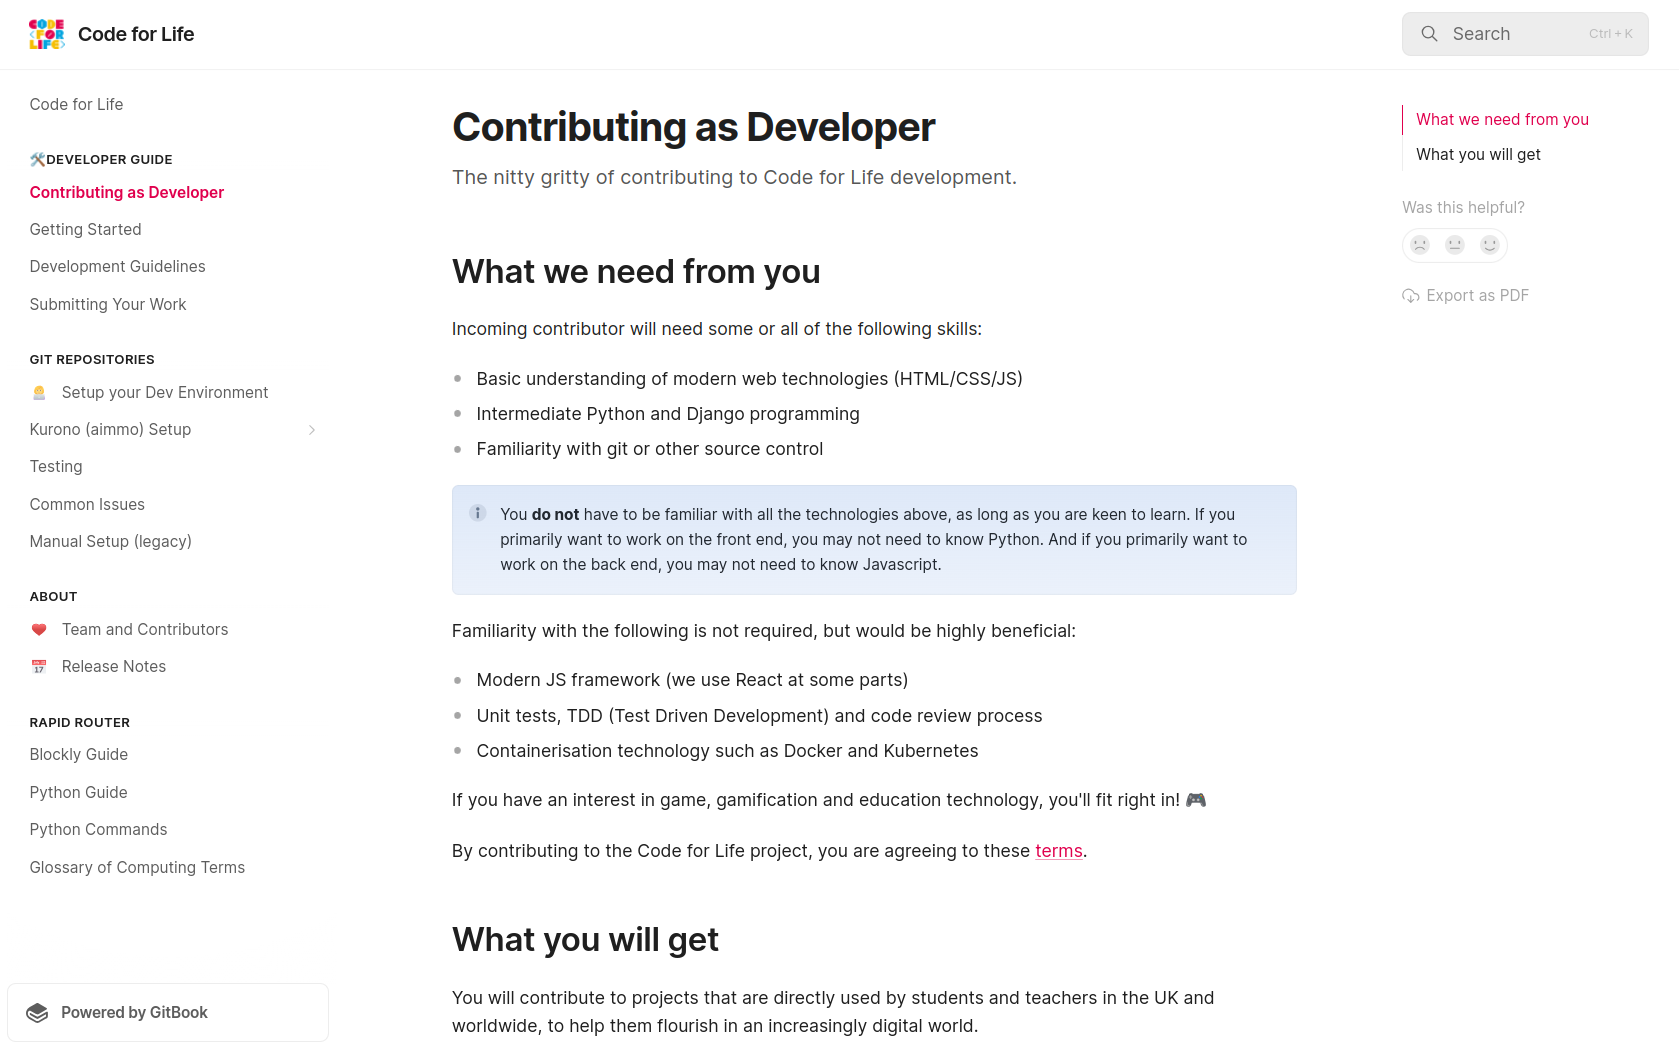 CODE
FOR
LIFE
Code for Life
Search
Ctrl + K
Code for Life
🛠️DEVELOPER GUIDE
Contributing as Developer
Getting Started
Development Guidelines
Submitting Your Work
GIT REPOSITORIES
Setup your Dev Environment
Kurono (aimmo) Setup
Testing
Common Issues
Manual Setup (legacy)
ABOUT
Team and Contributors
17
Release Notes
RAPID ROUTER
Blockly Guide
Python Guide
Python Commands
Glossary of Computing Terms
Powered by GitBook
Contributing as Developer
The nitty gritty of contributing to Code for Life development.
What we need from you
Incoming contributor will need some or all of the following skills:
Basic understanding of modern web technologies (HTML/CSS/JS)
Intermediate Python and Django programming
Familiarity with git or other source control
You do not have to be familiar with all the technologies above, as long as you are keen to learn. If you
primarily want to work on the front end, you may not need to know Python. And if you primarily want to
work on the back end, you may not need to know Javascript.
Familiarity with the following is not required, but would be highly beneficial:
Modern JS framework (we use React at some parts)
Unit tests, TDD (Test Driven Development) and code review process
Containerisation technology such as Docker and Kubernetes
If you have an interest in game, gamification and education technology, you'll fit right in! 🎮
By contributing to the Code for Life project, you are agreeing to these terms.
What you will get
You will contribute to projects that are directly used by students and teachers in the UK and
worldwide, to help them flourish in an increasingly digital world.
What we need from you
What you will get
Was this helpful?
Export as PDF